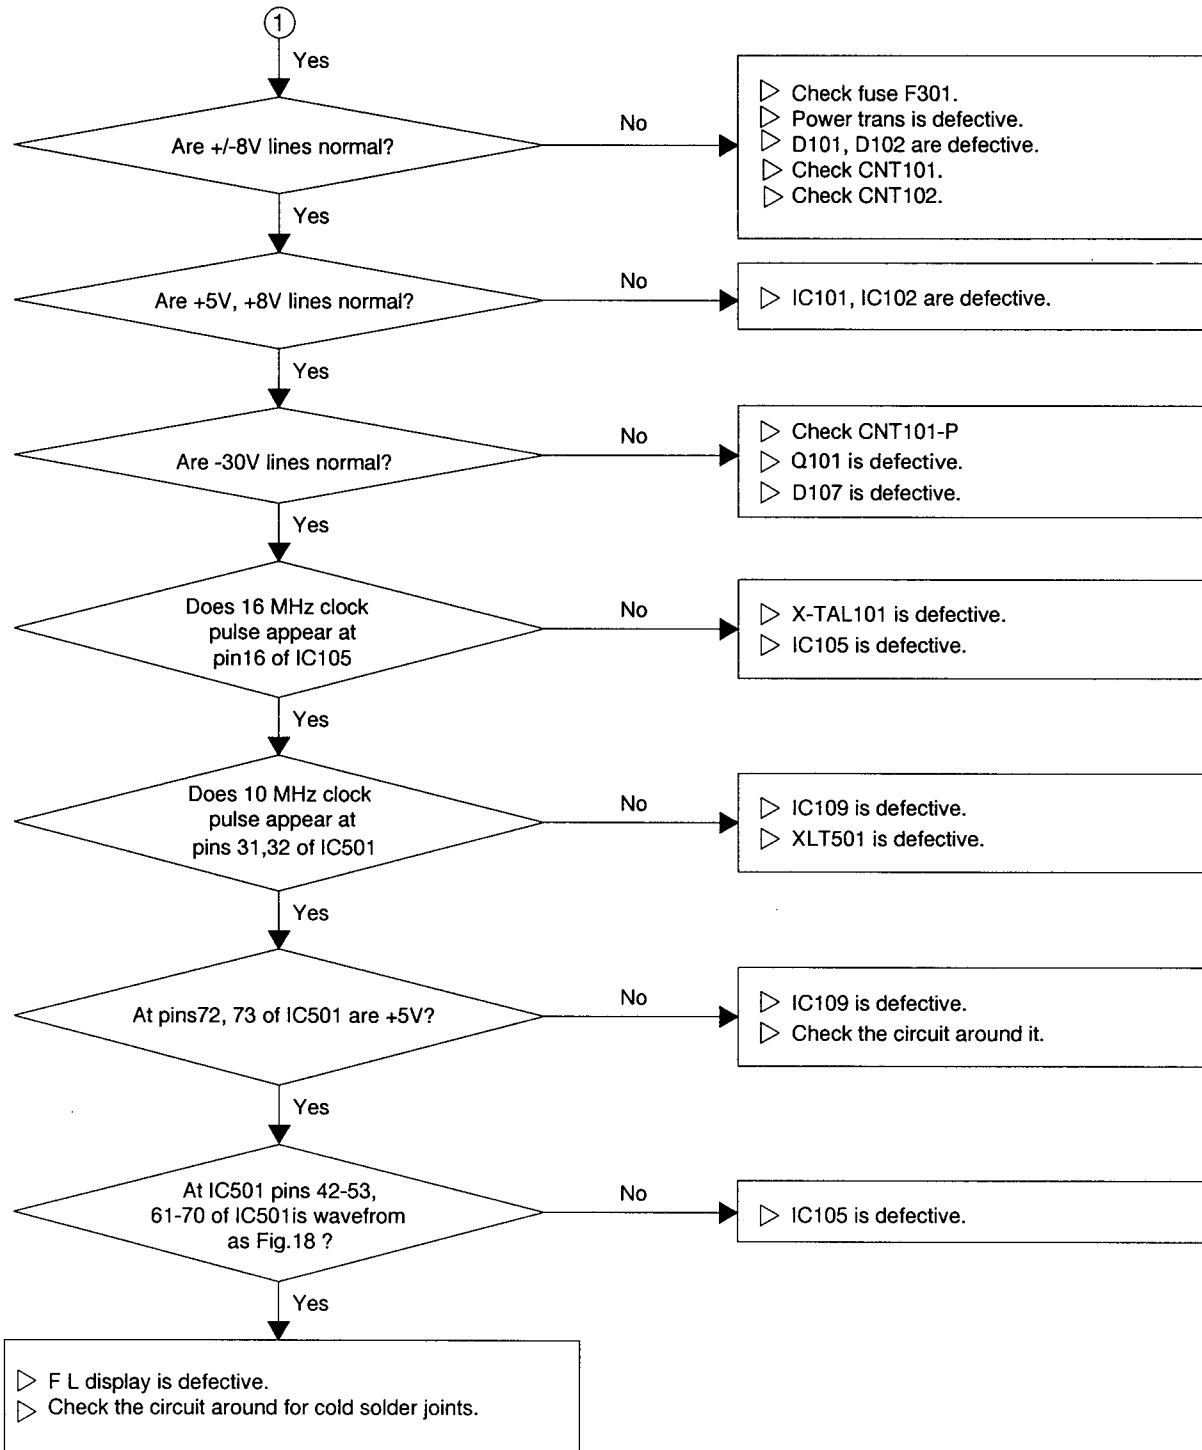 1
Yes
Are +/-8V lines normal?
No
Check fuse F301.
Power trans is defective.
D101, D102 are defective.
Check CNT101.
Check CNT102.
Yes
Are +5V, +8V lines normal?
No
IC101, IC102 are defective.
Yes
Are -30V lines normal?
No
Check CNT101-P
Q101 is defective.
D107 is defective.
Yes
Does 16 MHz clock
pulse appear at
pin16 of IC105
No
X-TAL101 is defective.
IC105 is defective.
Yes
Does 10 MHz clock
pulse appear at
pins 31,32 of IC501
No
IC109 is defective.
XLT501 is defective.
Yes
At pins72, 73 of IC501 are +5V?
No
IC109 is defective.
Check the circuit around it.
Yes
At IC501 pins 42-53,
61-70 of IC501is wavefrom
as Fig.18 ?
No
IC105 is defective.
Yes
F L display is defective.
Check the circuit around for cold solder joints.